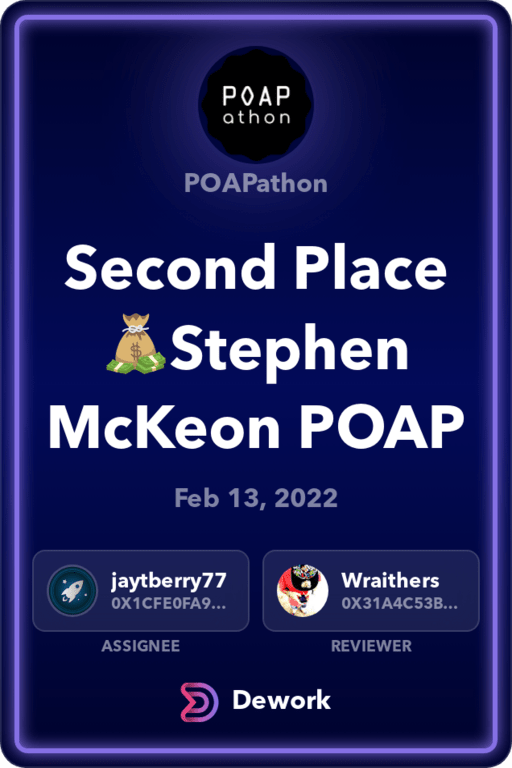 POAP
athon
POAPathon
Second Place
💰Stephen
McKeon POAP
Feb 13, 2022
jaytberry77
0X1CFE0FA9...
Wraithers
0X31A4C53B...
ASSIGNEE
REVIEWER
Dework